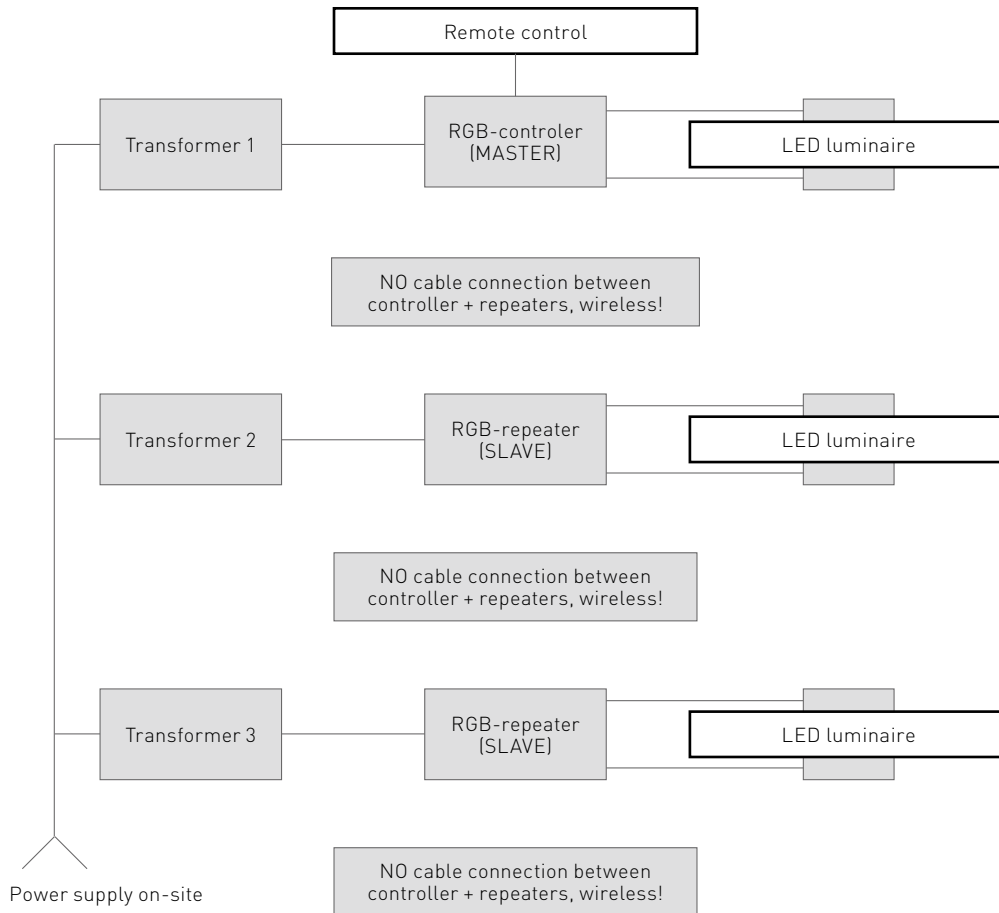 Remote control
Transformer 1
RGB-controler
(MASTER)
LED luminaire
NO cable connection between
controller + repeaters, wireless!
Transformer 2
RGB-repeater
(SLAVE)
LED luminaire
NO cable connection between
controller + repeaters, wireless!
Transformer 3
RGB-repeater
(SLAVE)
LED luminaire
Power supply on-site
NO cable connection between
controller + repeaters, wireless!